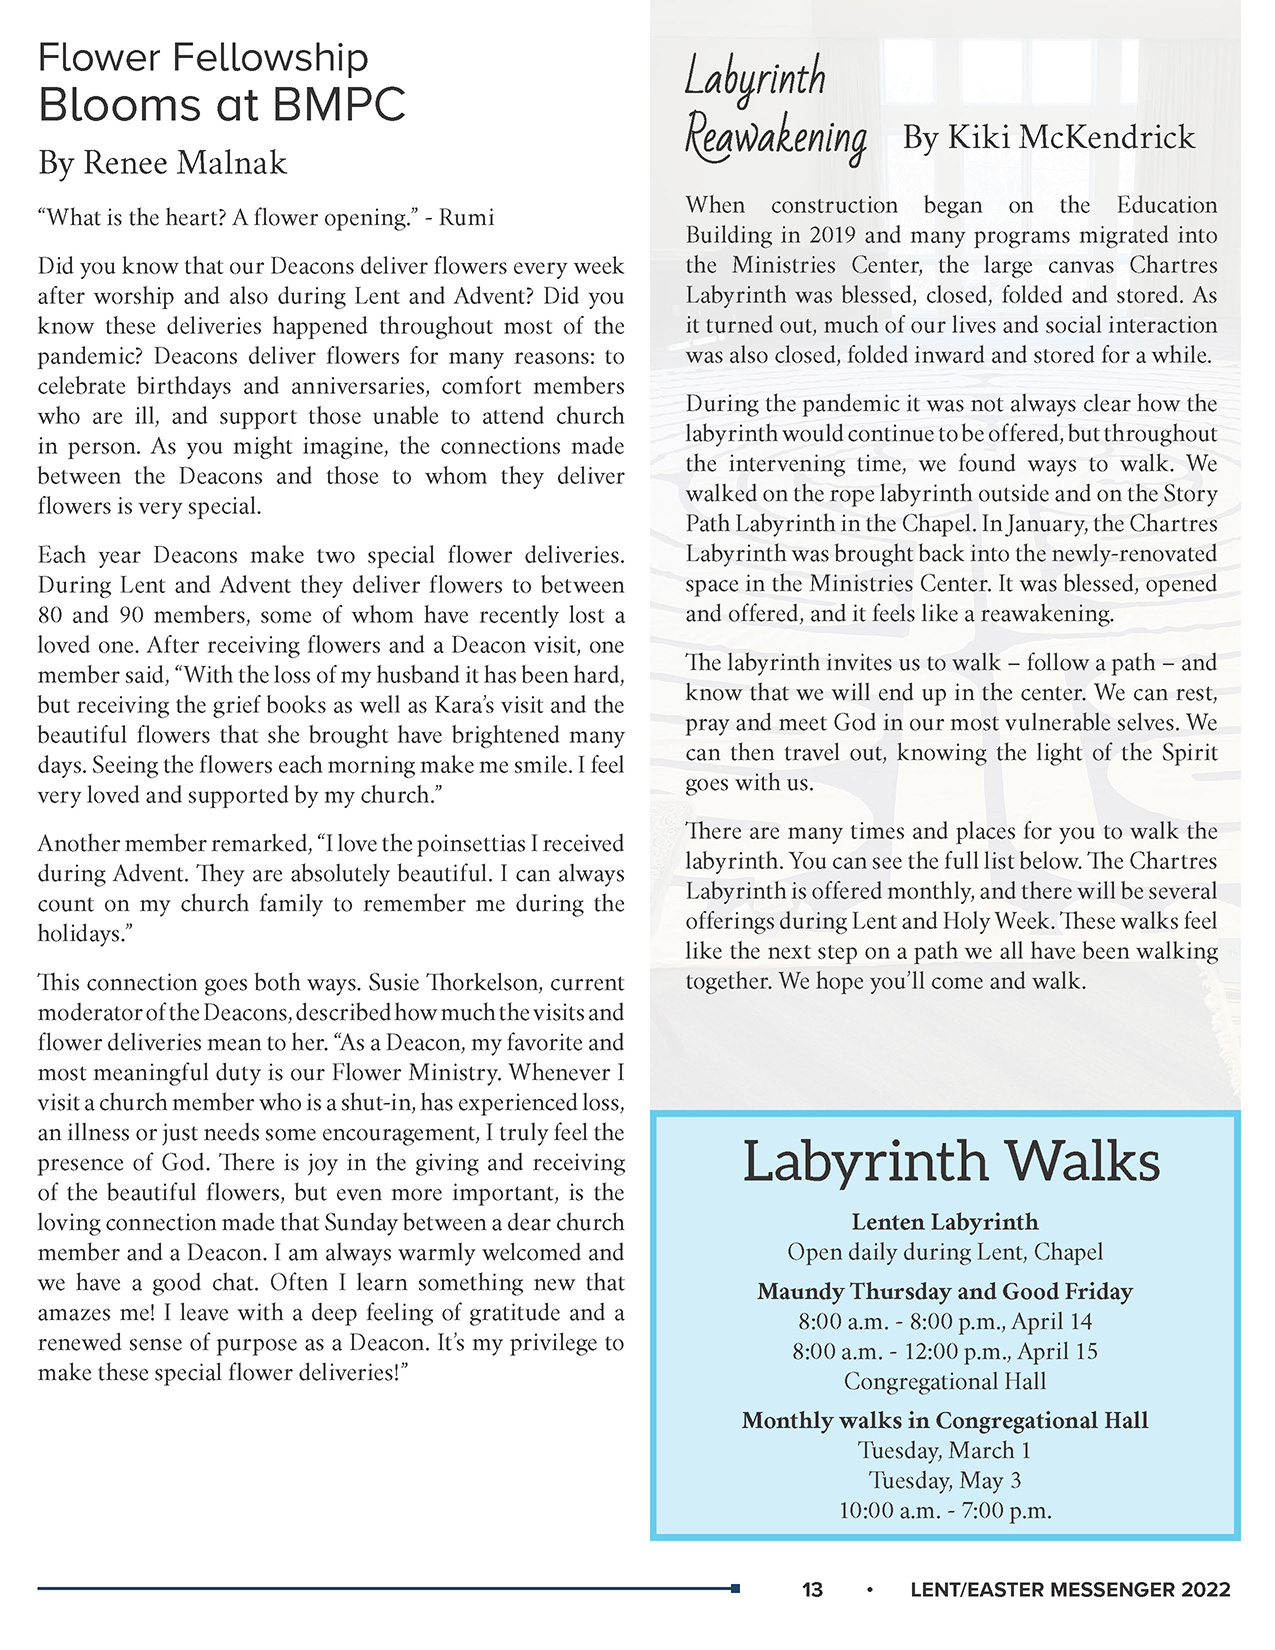 Flower Fellowship
Blooms at BMPC
By Renee Malnak
“What is the heart? A flower opening.” - Rumi
Did you know that our Deacons deliver flowers every week
after worship and also during Lent and Advent? Did you
know these deliveries happened throughout most of the
pandemic? Deacons deliver flowers for many reasons: to
celebrate birthdays and anniversaries, comfort members
who are ill, and support those unable to attend church
in person. As you might imagine, the connections made
between the Deacons and those to whom they deliver
flowers is very special.
Each year Deacons make two special flower deliveries.
During Lent and Advent they deliver flowers to between
80 and 90 members, some of whom have recently lost a
loved one. After receiving flowers and a Deacon visit, one
member said, “With the loss of my husband it has been hard,
but receiving the grief books as well as Kara’s visit and the
beautiful flowers that she brought have brightened many
days. Seeing the flowers each morning make me smile. I feel
very loved and supported by my church.”
Another member remarked, “I love the poinsettias I received
during Advent. They are absolutely beautiful. I can always
count on my church family to remember me during the
holidays.”
This connection goes both ways. Susie Thorkelson, current
moderator of the Deacons, described how much the visits and
flower deliveries mean to her. “As a Deacon, my favorite and
most meaningful duty is our Flower Ministry. Whenever I
visit a church member who is a shut-in, has experienced loss,
an illness or just needs some encouragement, I truly feel the
presence of God. There is joy in the giving and receiving
of the beautiful flowers, but even more important, is the
loving connection made that Sunday between a dear church
member and a Deacon. I am always warmly welcomed and
we have a good chat. Often I learn something new that
amazes me! I leave with a deep feeling of gratitude and a
renewed sense of purpose as a Deacon. It’s my privilege to
make these special flower deliveries!”
Labyrinth
Reawakening By Kiki McKendrick
When construction began on the Education
Building in 2019 and many programs migrated into
the Ministries Center, the large canvas Chartres
Labyrinth was blessed, closed, folded and stored. As
it turned out, much of our lives and social interaction
was also closed, folded inward and stored for a while.
During the pandemic it was not always clear how the
labyrinth would continue to be offered, but throughout
the intervening time, we found ways to walk. We
walked on the rope labyrinth outside and on the Story
Path Labyrinth in the Chapel. In January, the Chartres
Labyrinth was brought back into the newly-renovated
space in the Ministries Center. It was blessed, opened
and offered, and it feels like a reawakening.
The labyrinth invites us to walk – follow a path – and
know that we will end up in the center. We can rest,
pray and meet God in our most vulnerable selves. We
can then travel out, knowing the light of the Spirit
goes with us.
There are many times and places for you to walk the
labyrinth. You can see the full list below. The Chartres
Labyrinth is offered monthly, and there will be several
offerings during Lent and Holy Week. These walks feel
like the next step on a path we all have been walking
together. We hope you’ll come and walk.
Labyrinth Walks
Lenten Labyrinth
Open daily during Lent, Chapel
Maundy Thursday and Good Friday
8:00 a.m. - 8:00 p.m., April 14
8:00 a.m. - 12:00 p.m., April 15
Congregational Hall
Monthly walks in Congregational Hall
Tuesday, March 1
Tuesday, May 3
10:00 a.m. - 7:00 p.m.
13 • LENT/EASTER MESSENGER 2022